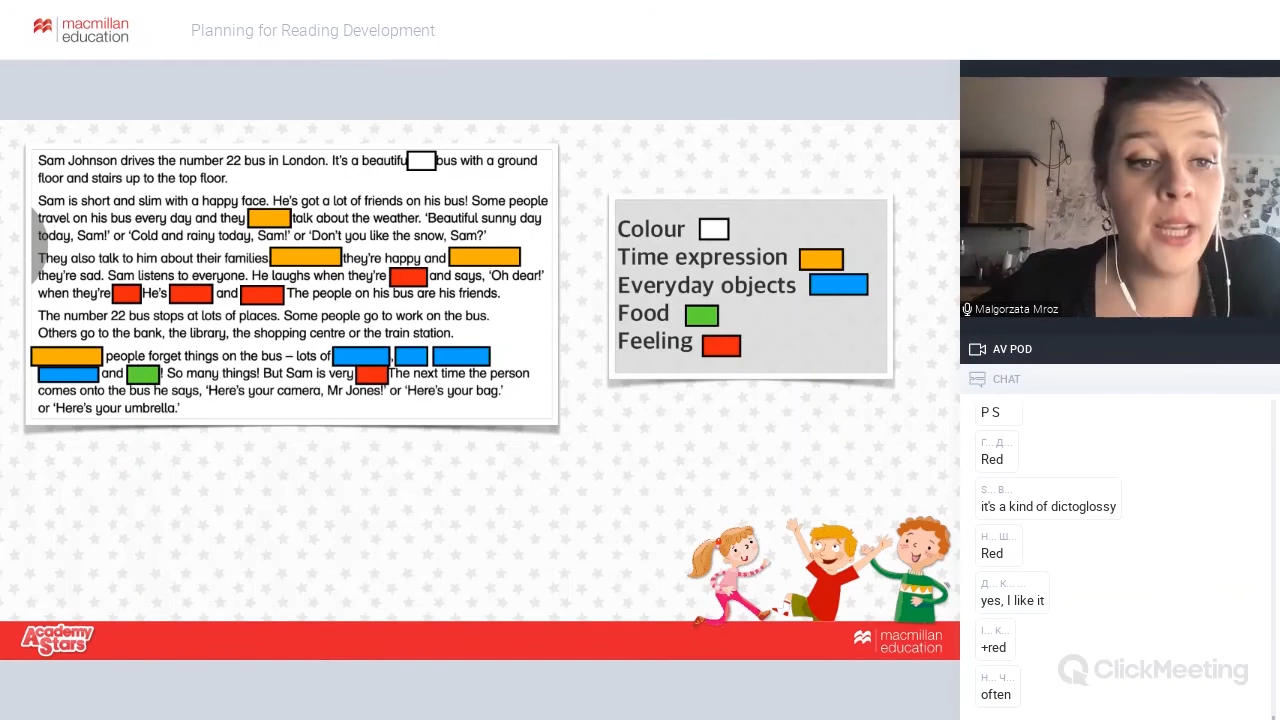 macmillan
education
Planning for Reading Development
Sam Johnson drives the number 22 bus in London. It's a beautifu bus with a ground
floor and stairs up to the top floor.
Sam is short and slim with a happy face. He's got a lot of friends on his bus! Some people
travel on his bus every day and they talk about the weather. 'Beautiful sunny day
today, Sam!' or 'Cold and rainy today, Sam!' or 'Don't you like the snow, Sam?'
They also talk to him about their families they're happy and
they're sad. Sam listens to everyone. He laughs when they're and says, 'Oh dear!'
when they're He's and The people on his bus are his friends.
The number 22 bus stops at lots of places. Some people go to work on the bus.
Others go to the bank, the library, the shopping centre or the train station.
people forget things on the bus – lots of ,
and ! So many things! But Sam is very The next time the person
comes onto the bus he says, 'Here's your camera, Mr Jones!' or 'Here's your bag.'
or 'Here's your umbrella.'
Colour
Time expression
Everyday objects
Food
Feeling
Academy
Stars
macmillan
education
Malgorzata Mroz
AV POD
CHAT
P S
Г... Д...
Red
S... B...
it's a kind of dictoglossy
Н... Ш...
Red
Д... К... ...
yes, I like it
І... К...
+red
Н... Ч...
often
ClickMeeting